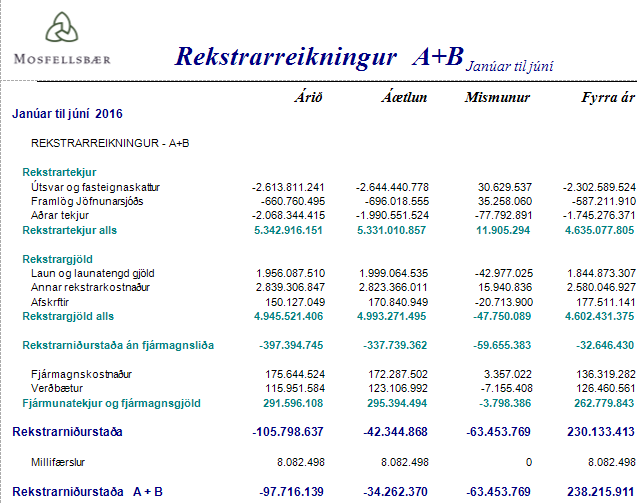 MOSFELLSBÆR
Rekstrarreikningur A+B Janúar til júní
Árið Áætlun Mismunur Fyrra ár
Janúar til júní 2016
REKSTRARREIKNINGUR - A+B
Rekstrartekjur
Útsvar og fasteignaskattur -2.613.811.241 -2.644.440.778 30.629.537 -2.302.589.524
Framlög Jöfnunarsjóðs -660.760.495 -696.018.555 35.258.060 -587.211.910
Aðrar tekjur -2.068.344.415 -1.990.551.524 -77.792.891 -1.745.276.371
Rekstrartekjur alls 5.342.916.151 5.331.010.857 11.905.294 4.635.077.805
Rekstrargjöld
Laun og launatengd gjöld 1.956.087.510 1.999.064.535 -42.977.025 1.844.873.307
Annar rekstrarkostnaður 2.839.306.847 2.823.366.011 15.940.836 2.580.046.927
Afskrftir 150.127.049 170.840.949 -20.713.900 177.511.141
Rekstrargjöld alls 4.945.521.406 4.993.271.495 -47.750.089 4.602.431.375
Rekstrarniðurstaða án fjármagnsliða -397.394.745 -337.739.362 -59.655.383 -32.646.430
Fjármagnskostnaður 175.644.524 172.287.502 3.357.022 136.319.282
Verðbætur 115.951.584 123.106.992 -7.155.408 126.460.561
Fjármunatekjur og fjármagnsgjöld 291.596.108 295.394.494 -3.798.386 262.779.843
Rekstrarniðurstaða -105.798.637 -42.344.868 -63.453.769 230.133.413
Millifærslur 8.082.498 8.082.498 0 8.082.498
Rekstrarniðurstaða A + B -97.716.139 -34.262.370 -63.453.769 238.215.911